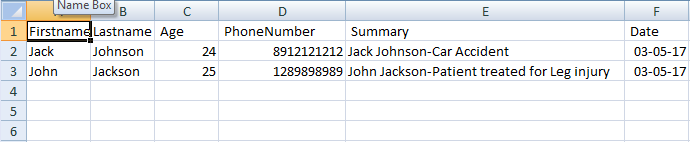 Name Box
A B C D E F
1 Firstname Lastname Age PhoneNumber Summary Date
2 Jack Johnson 24 8912121212 Jack Johnson-Car Accident 03-05-17
3 John Jackson 25 1289898989 John Jackson-Patient treated for Leg injury 03-05-17
4
5
6